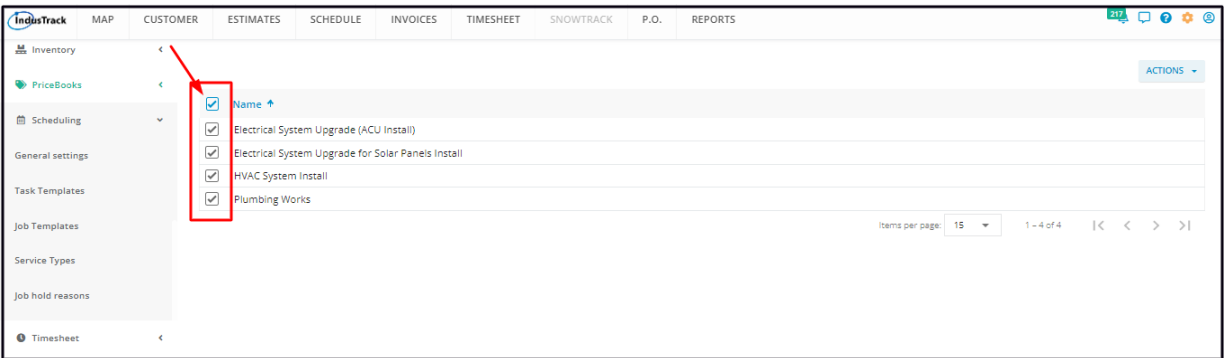 IndusTrack MAP CUSTOMER ESTIMATES SCHEDULE INVOICES TIMESHEET SNOWTRACK P.O. REPORTS 217
Inventory
ACTIONS
PriceBooks
Name
Scheduling
Electrical System Upgrade (ACU Install)
General settings
Electrical System Upgrade for Solar Panels Install
HVAC System Install
Task Templates
Plumbing Works
Job Templates
Items per page: 15 1 – 4 of 4
Service Types
Job hold reasons
Timesheet